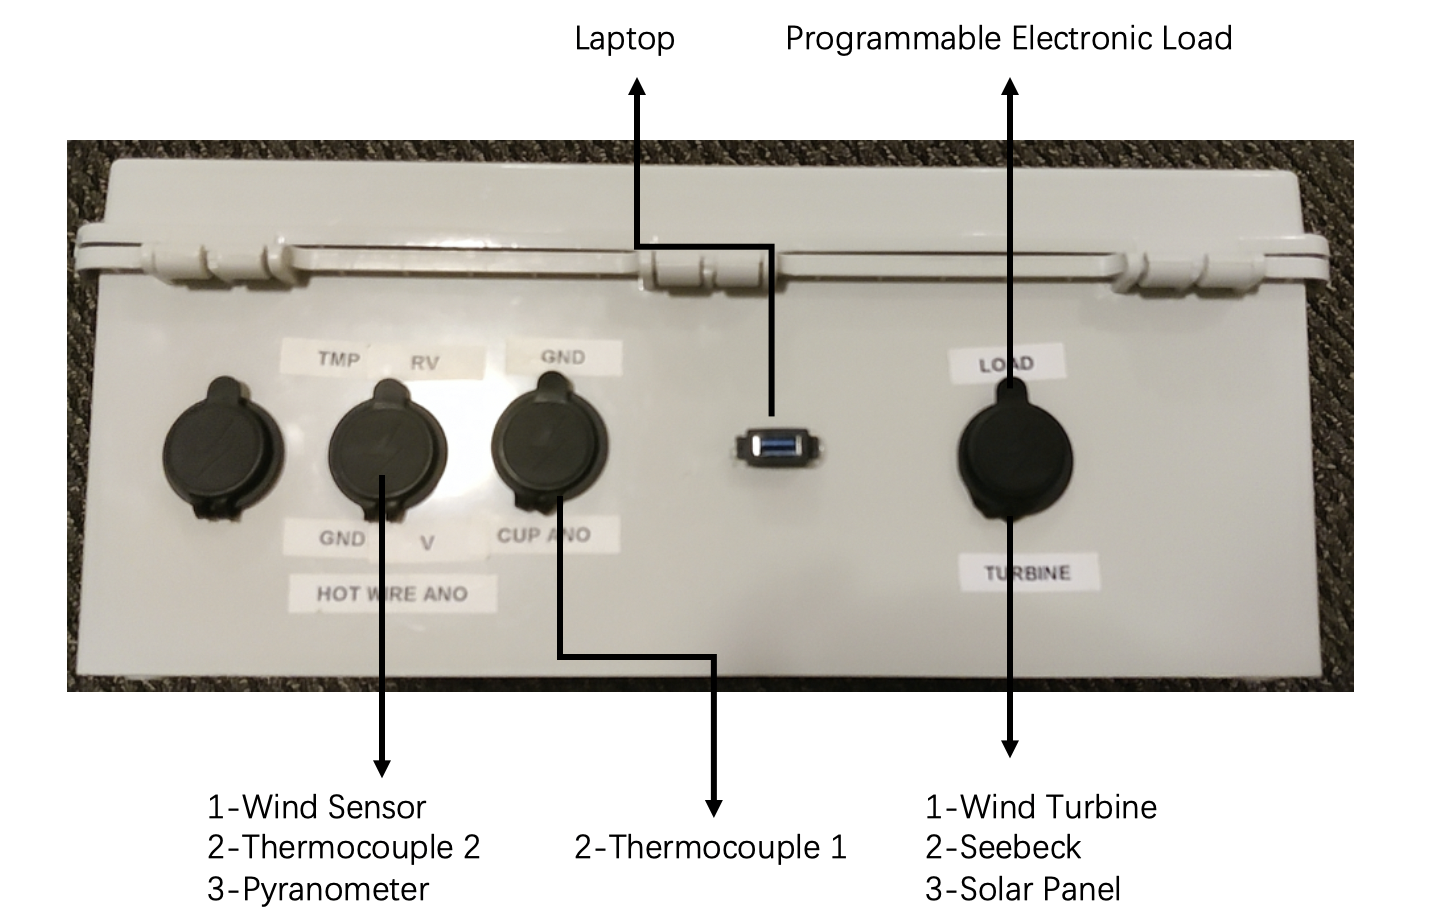 Laptop
Programmable Electronic Load
TMP RV
GND
LOAD
GND V
CUP ANO
HOT WIRE ANO
TURBINE
1-Wind Sensor
2-Thermocouple 2
3-Pyranometer
2-Thermocouple 1
1-Wind Turbine
2-Seebeck
3-Solar Panel